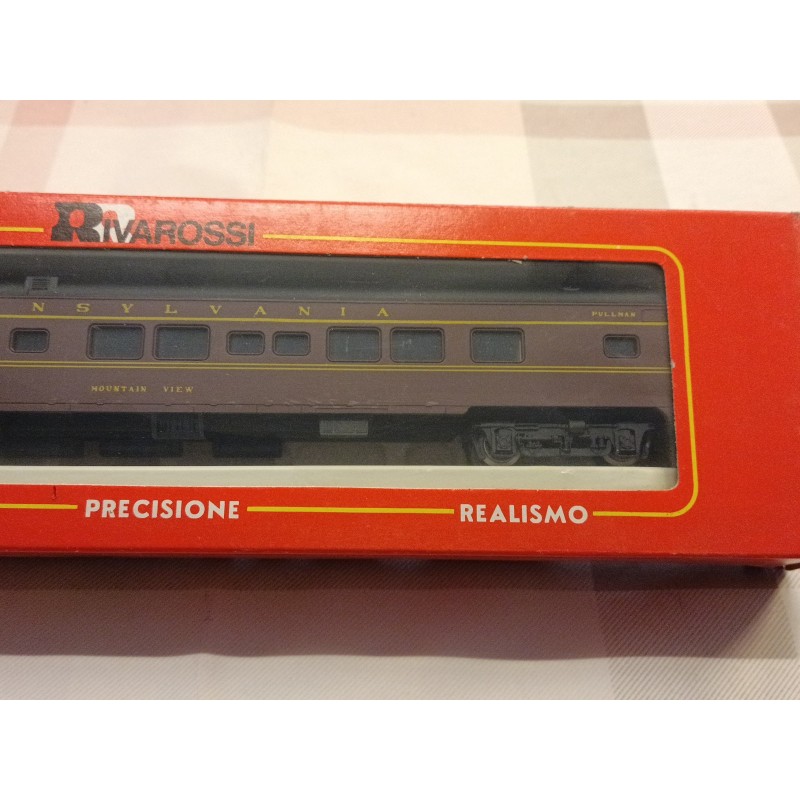 RIVAROSSI
NSYLVANIA
PULLMAN
MOUNTAIN VIEW
PRECISIONE
REALISMO